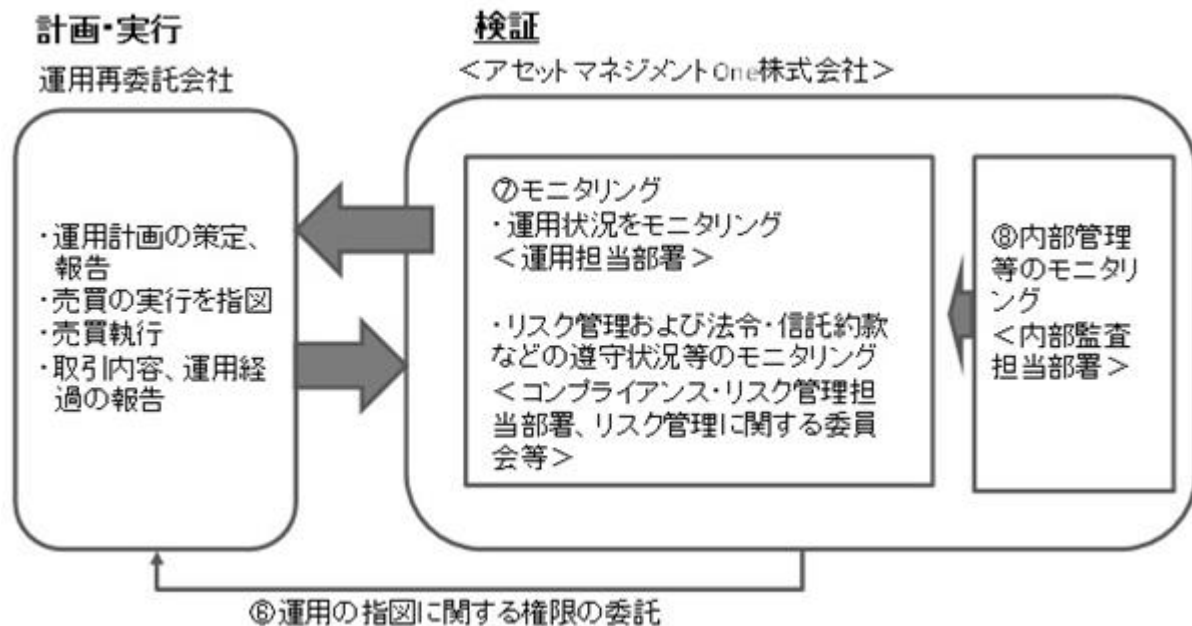 計画・実行
運用再委託会社
・運用計画の策定、
報告
・売買の実行を指図
・売買執行
・取引内容、運用経
過の報告
検証
＜アセットマネジメントOne株式会社＞
⑦モニタリング
・運用状況をモニタリング
＜運用担当部署＞
・リスク管理および法令・信託約款
などの遵守状況等のモニタリング
＜コンプライアンス・リスク管理担
当部署、リスク管理に関する委員
会等＞
⑧内部管理
等のモニタリ
ング
＜内部監査
担当部署＞
⑥運用の指図に関する権限の委託